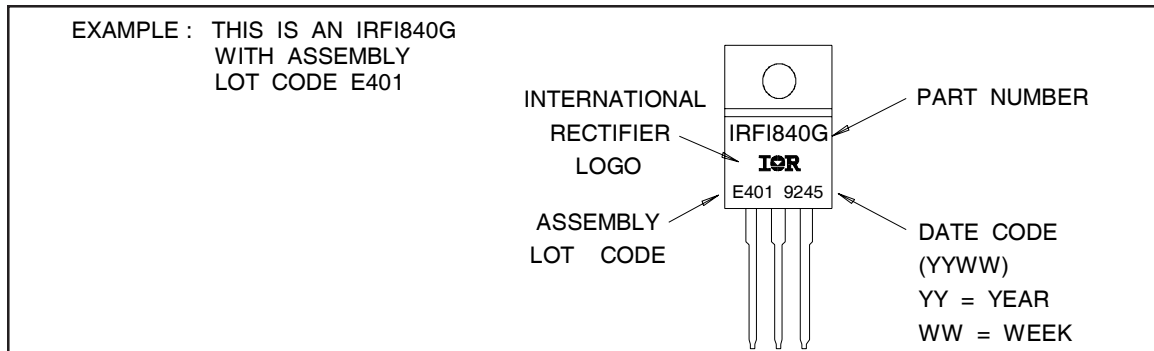 EXAMPLE : THIS IS AN IRFI840G
WITH ASSEMBLY
LOT CODE E401
INTERNATIONAL
RECTIFIER
LOGO
ASSEMBLY
LOT CODE
IRFI840G
IOR
E401 9245
PART NUMBER
DATE CODE
(YYWW)
YY = YEAR
WW = WEEK